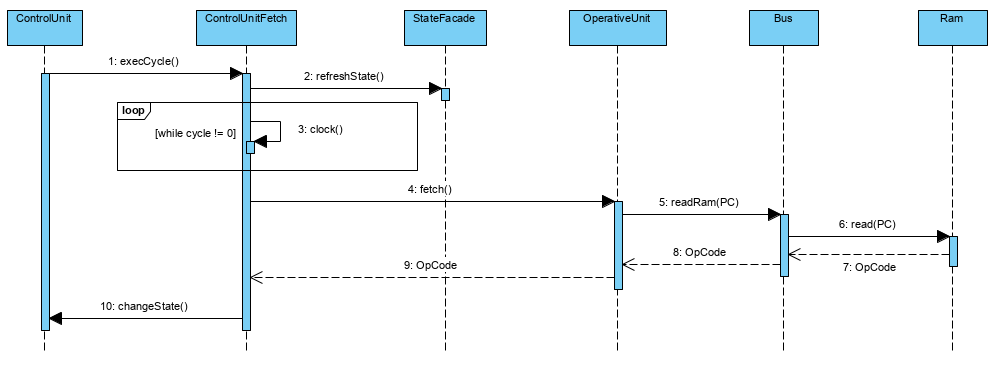 ControlUnit
ControlUnitFetch
StateFacade
OperativeUnit
Bus
Ram
1: execCycle()
2: refreshState()
loop
[while cycle != 0]
3: clock()
4: fetch()
5: readRam(PC)
6: read(PC)
7: OpCode
8: OpCode
9: OpCode
10: changeState()